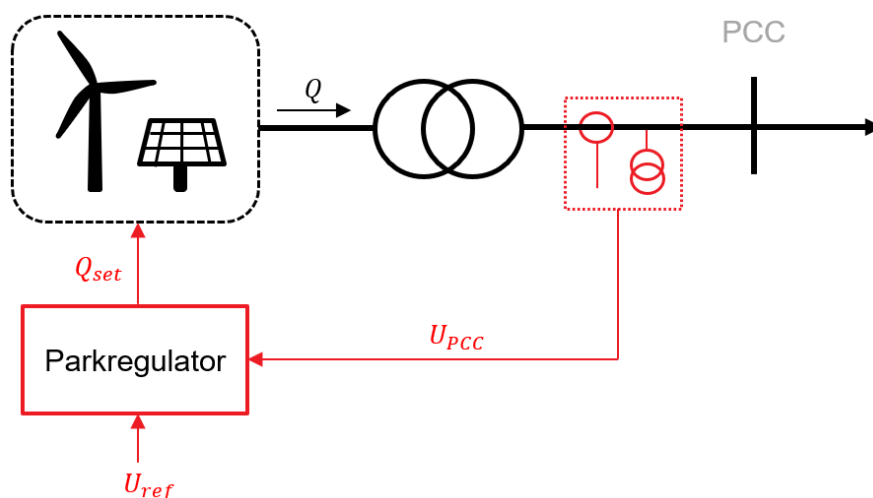 PCC
Q
Q_set
U_PCC
Parkregulator
U_ref